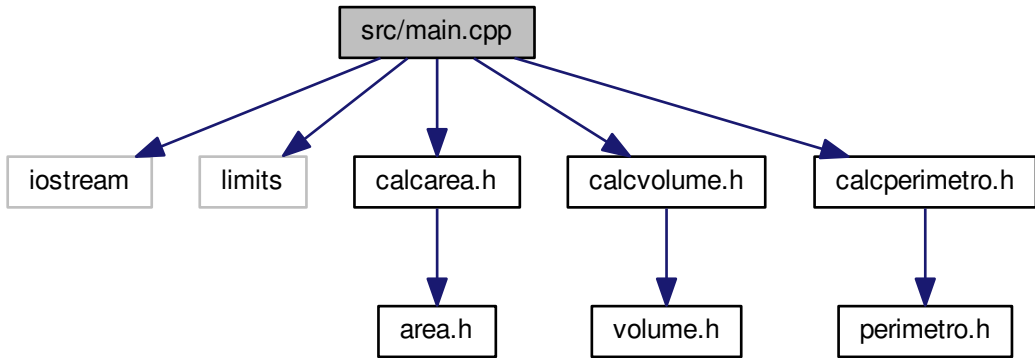 src/main.cpp
iostream
limits
calcarea.h
calcvolume.h
calcperimetro.h
area.h
volume.h
perimetro.h